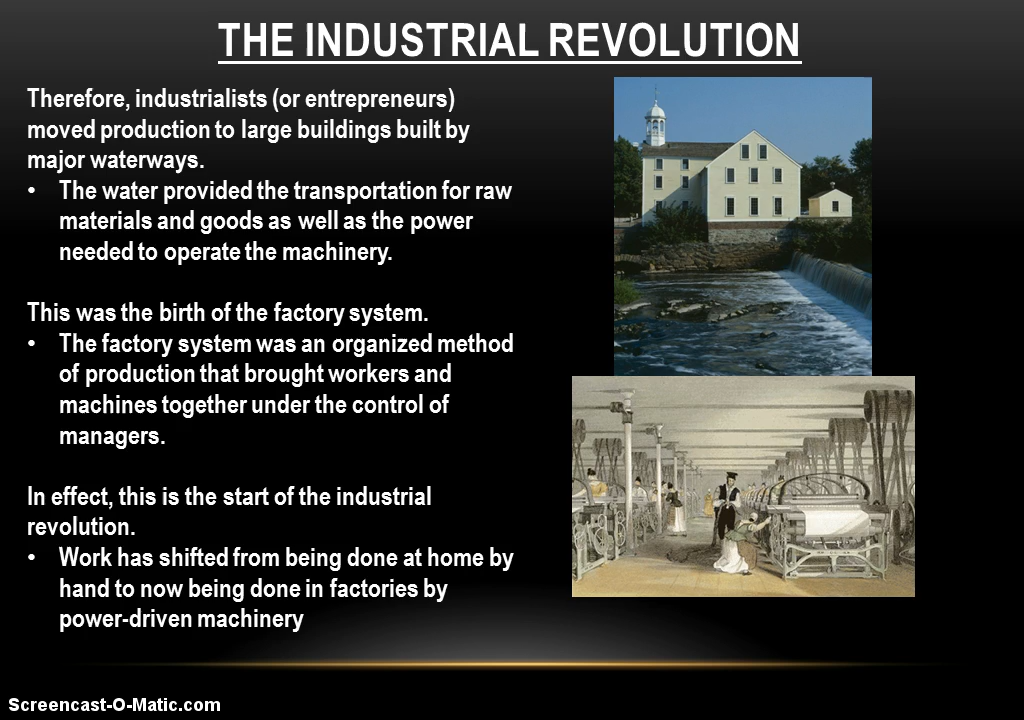 THE INDUSTRIAL REVOLUTION
Therefore, industrialists (or entrepreneurs)
moved production to large buildings built by
major waterways.
• The water provided the transportation for raw
materials and goods as well as the power
needed to operate the machinery.
This was the birth of the factory system.
• The factory system was an organized method
of production that brought workers and
machines together under the control of
managers.
In effect, this is the start of the industrial
revolution.
• Work has shifted from being done at home by
hand to now being done in factories by
power-driven machinery
Screencast-O-Matic.com